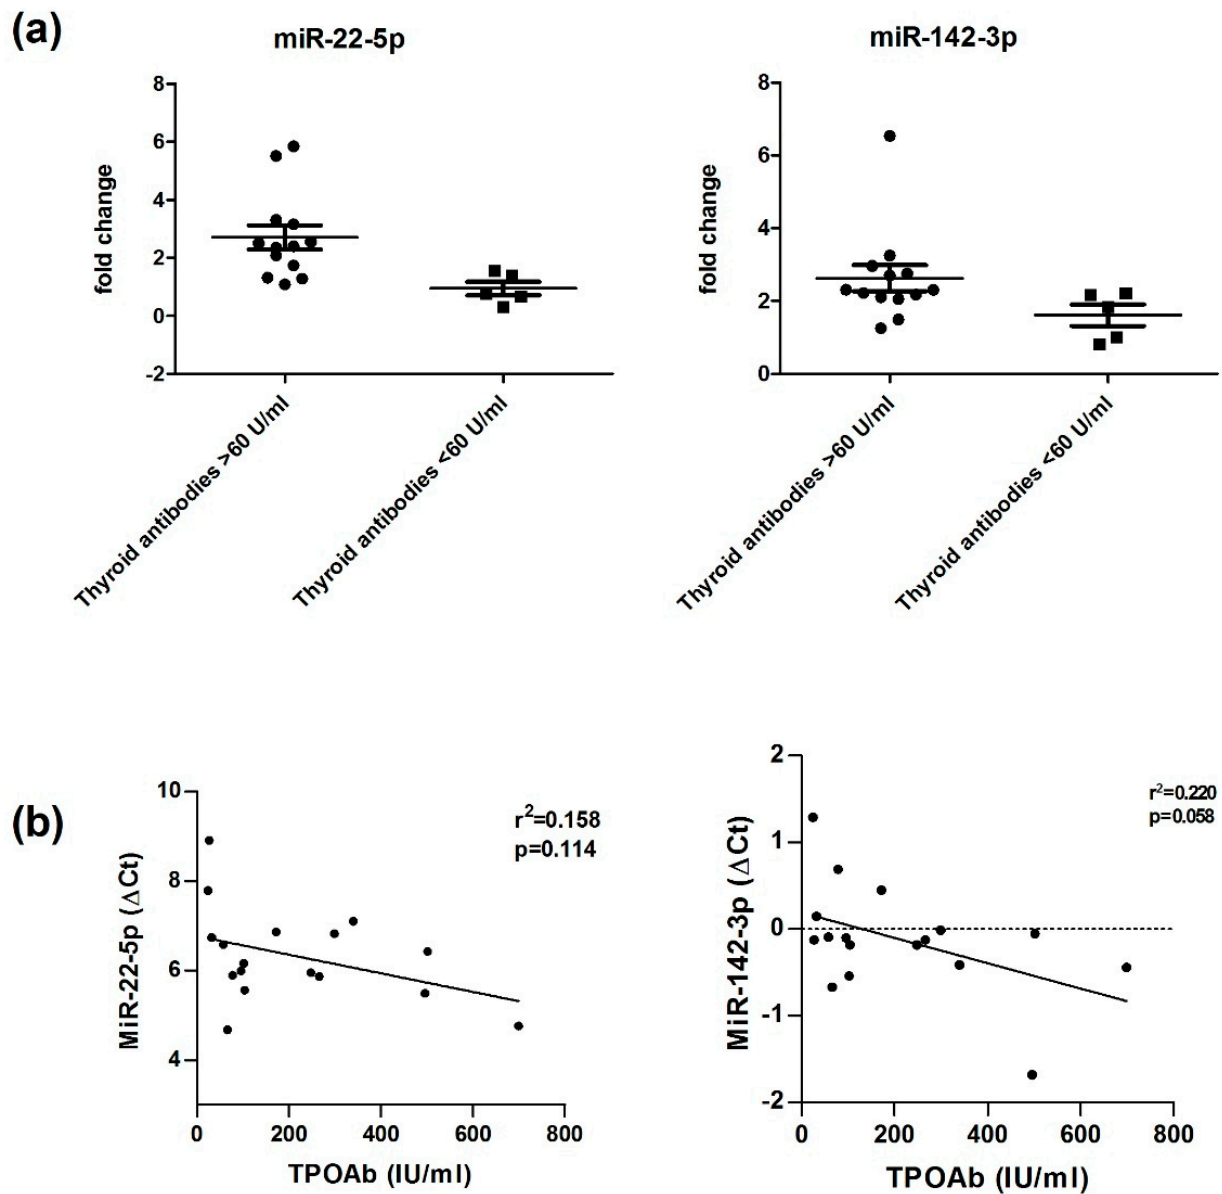 (a)
miR-22-5p
8
6
4
2
0
-2
fold change
Thyroid antibodies >60 U/ml
Thyroid antibodies <60 U/ml
miR-142-3p
8
6
4
2
0
fold change
Thyroid antibodies >60 U/ml
Thyroid antibodies <60 U/ml
(b)
10
8
6
4
MiR-22-5p (ΔCt)
r²=0.158
p=0.114
0 200 400 600 800
TPOAb (IU/ml)
2
1
0
-1
-2
MiR-142-3p (ΔCt)
r²=0.220
p=0.058
0 200 400 600 800
TPOAb (IU/ml)